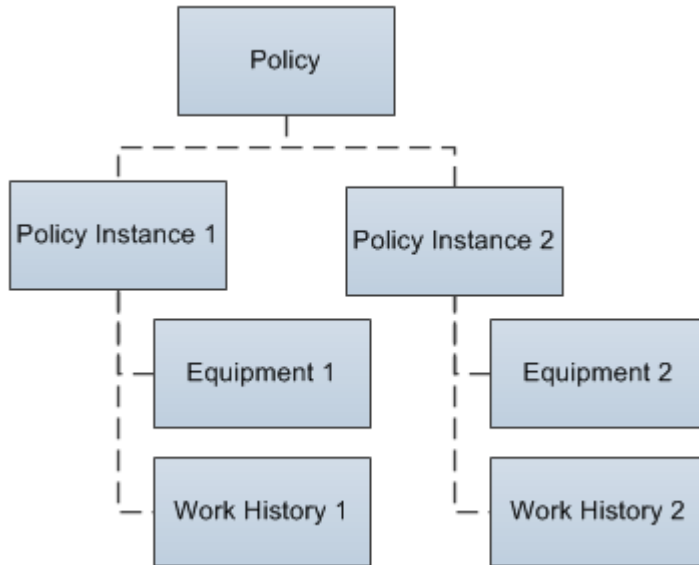 Policy
Policy Instance 1
Policy Instance 2
Equipment 1
Equipment 2
Work History 1
Work History 2